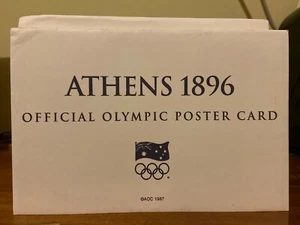 ATHENS 1896
OFFICIAL OLYMPIC POSTER CARD
©AOC 1997